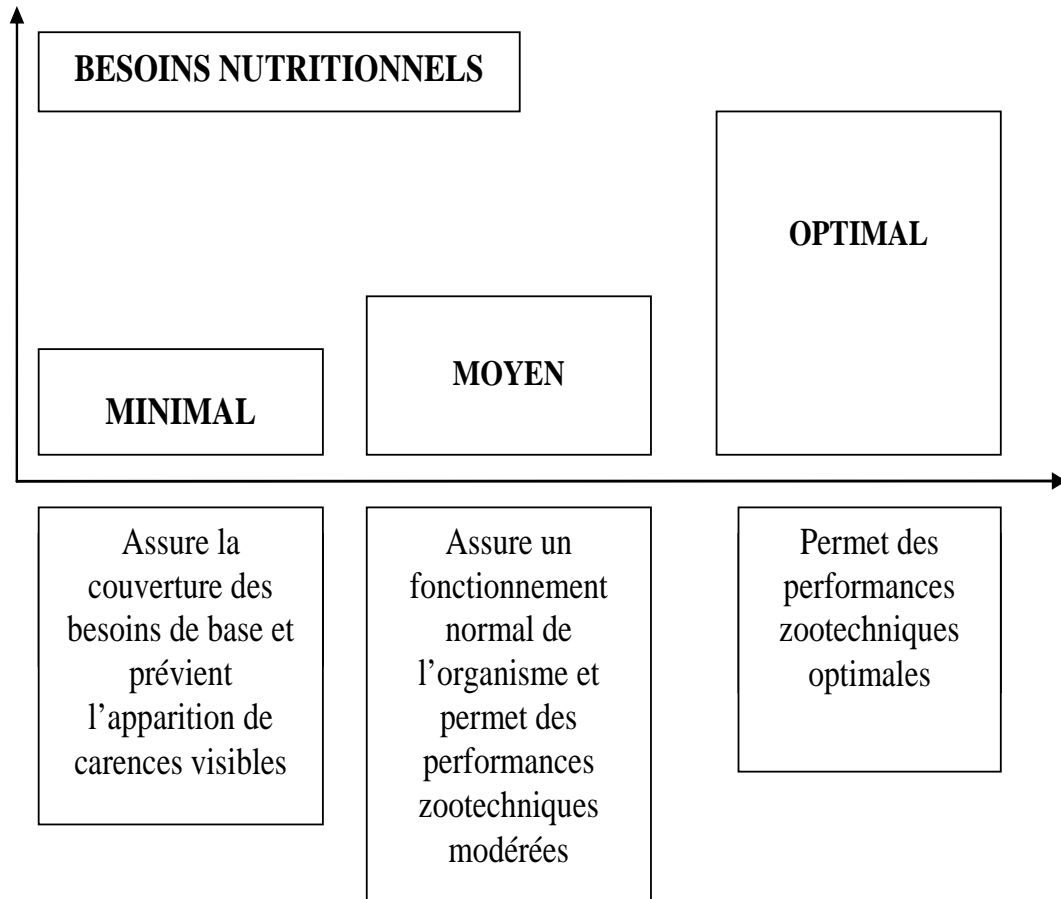 BESOINS NUTRITIONNELS
OPTIMAL
MOYEN
MINIMAL
Assure la
couverture des
besoins de base et
prévient
l’apparition de
carences visibles
Assure un
fonctionnement
normal de
l’organisme et
permet des
performances
zootechniques
modérées
Permet des
performances
zootechniques
optimales